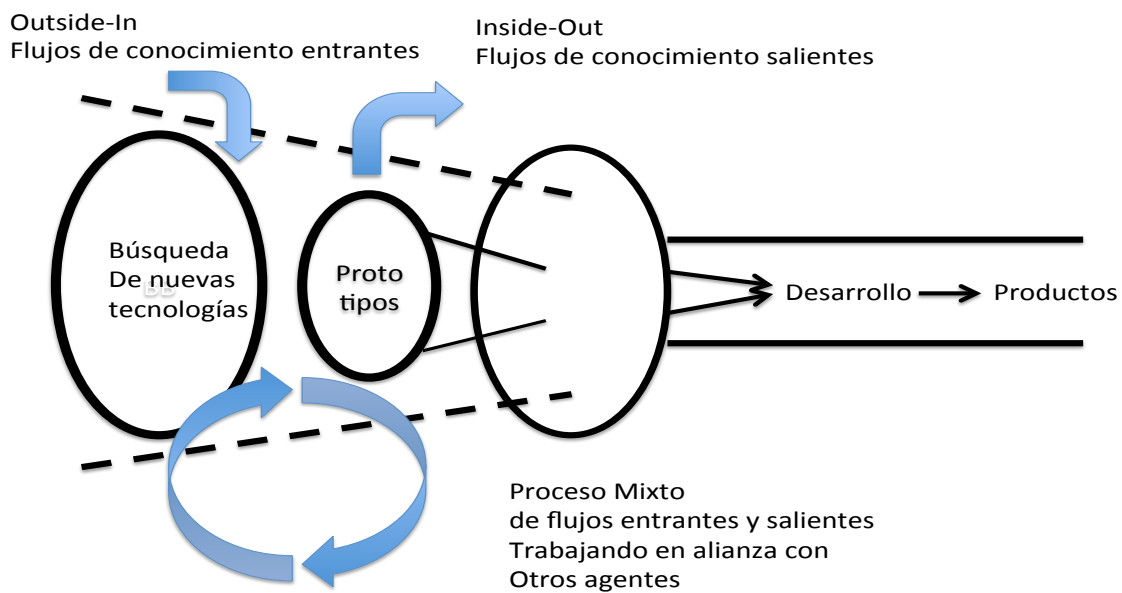 Outside-In
Flujos de conocimiento entrantes
Inside-Out
Flujos de conocimiento salientes
Búsqueda
De nuevas
tecnologías
Proto
tipos
Desarrollo
Productos
Proceso Mixto
de flujos entrantes y salientes
Trabajando en alianza con
Otros agentes